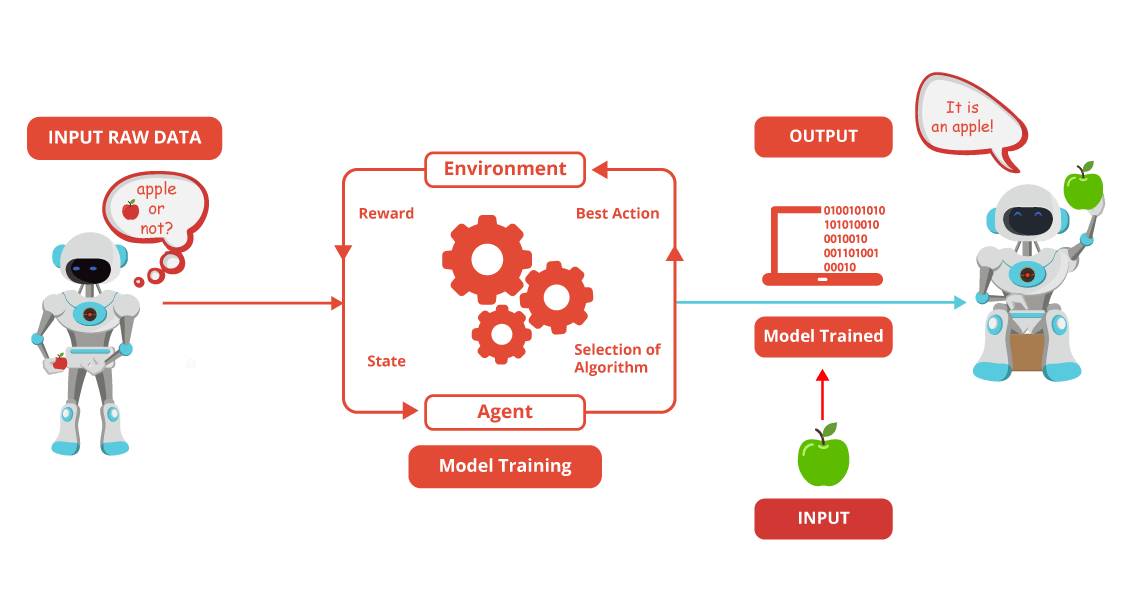 INPUT RAW DATA
apple
or
not?
Environment
Reward
Best Action
State
Selection of
Algorithm
Agent
Model Training
OUTPUT
0100101010
101010010
0010010
001101001
00010
Model Trained
INPUT
It is
an apple!